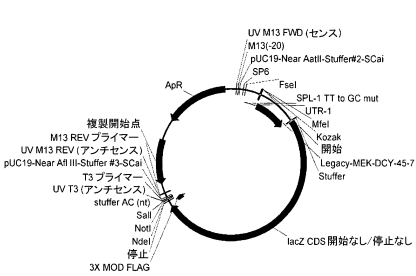 UV M13 FWD (センス)
M13(-20)
pUC19-Near AatII-Stuffer#2-SCai
SP6
FseI
ApR
SPL-1 TT to GC mut
UTR-1
MfeI
Kozak
開始
Legacy-MEK-DCY-45-7
Stuffer
複製開始点
M13 REV プライマー
UV M13 REV (アンチセンス)
pUC19-Near Afl III-Stuffer #3-SCai
T3 プライマー
UV T3 (アンチセンス)
stuffer AC (nt)
SalI
NotI
NdeI
停止
3X MOD FLAG
lacZ CDS 開始なし/停止なし